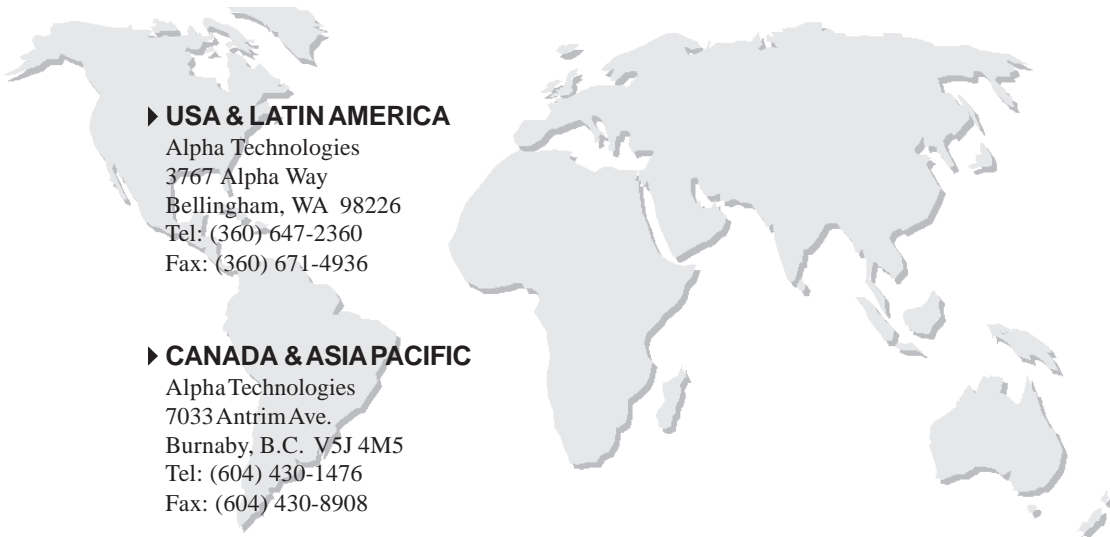 USA & LATIN AMERICA
Alpha Technologies
3767 Alpha Way
Bellingham, WA 98226
Tel: (360) 647-2360
Fax: (360) 671-4936
CANADA & ASIA PACIFIC
Alpha Technologies
7033 Antrim Ave.
Burnaby, B.C. V5J 4M5
Tel: (604) 430-1476
Fax: (604) 430-8908